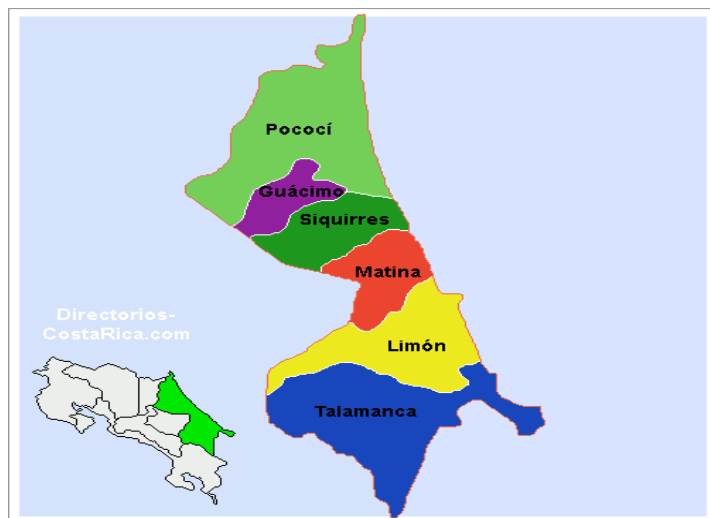 Pococí
Guácimo
Siquirres
Matina
Directorios-
CostaRica.com
Limón
Talamanca